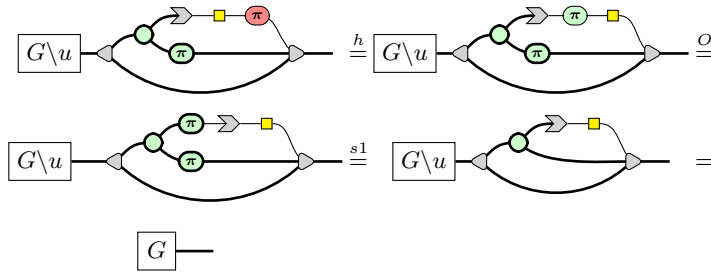 π
G\u π h = G\u π π O =
π
G\u π s1 = G\u =
G